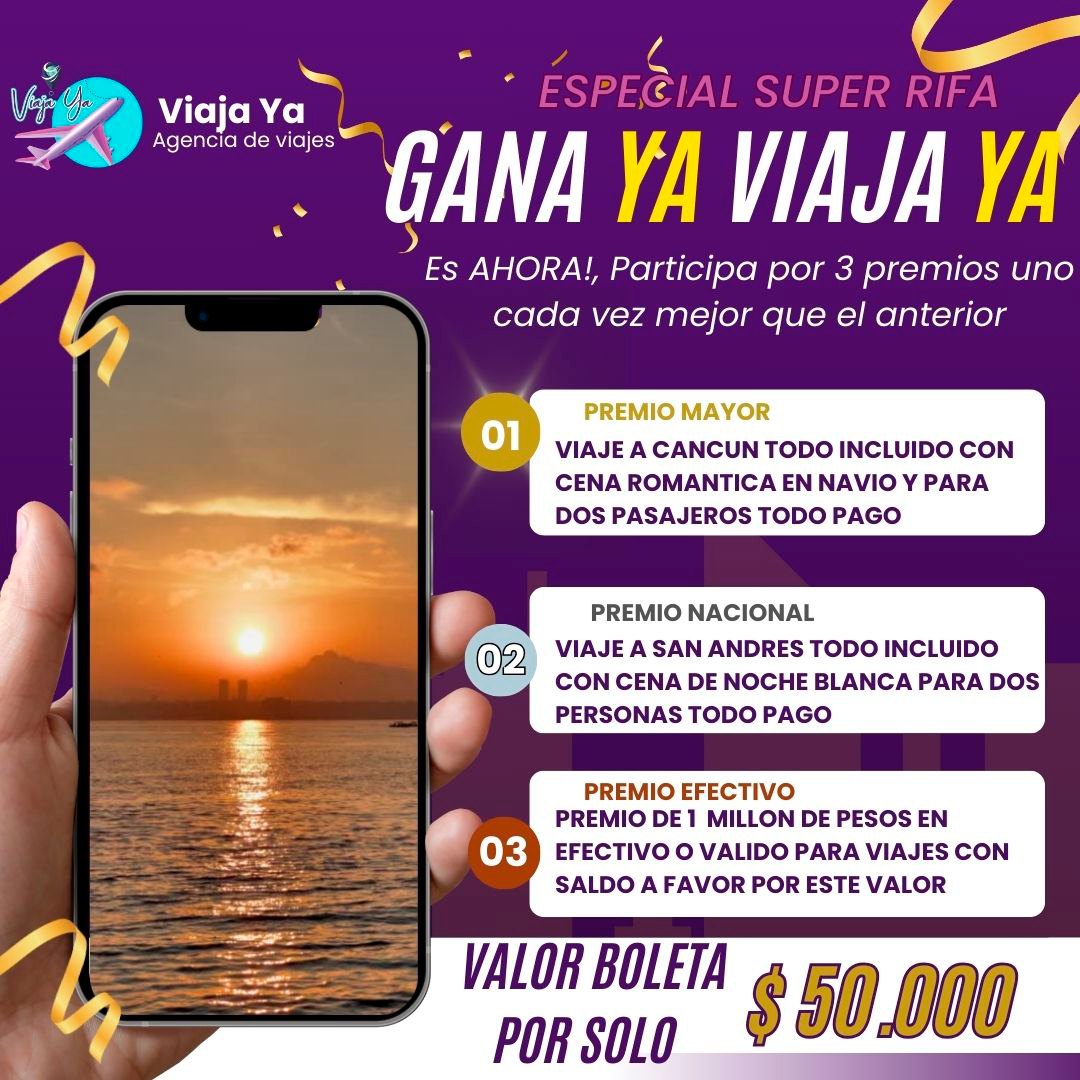 Viaja Ya
Viaja Ya
Agencia de viajes
ESPECIAL SUPER RIFA
GANA YA VIAJA YA
Es AHORA!, Participa por 3 premios uno
cada vez mejor que el anterior
01
PREMIO MAYOR
VIAJE A CANCUN TODO INCLUIDO CON
CENA ROMANTICA EN NAVIO Y PARA
DOS PASAJEROS TODO PAGO
02
PREMIO NACIONAL
VIAJE A SAN ANDRES TODO INCLUIDO
CON CENA DE NOCHE BLANCA PARA DOS
PERSONAS TODO PAGO
03
PREMIO EFECTIVO
PREMIO DE 1 MILLON DE PESOS EN
EFECTIVO O VALIDO PARA VIAJES CON
SALDO A FAVOR POR ESTE VALOR
VALOR BOLETA
POR SOLO
$ 50.000